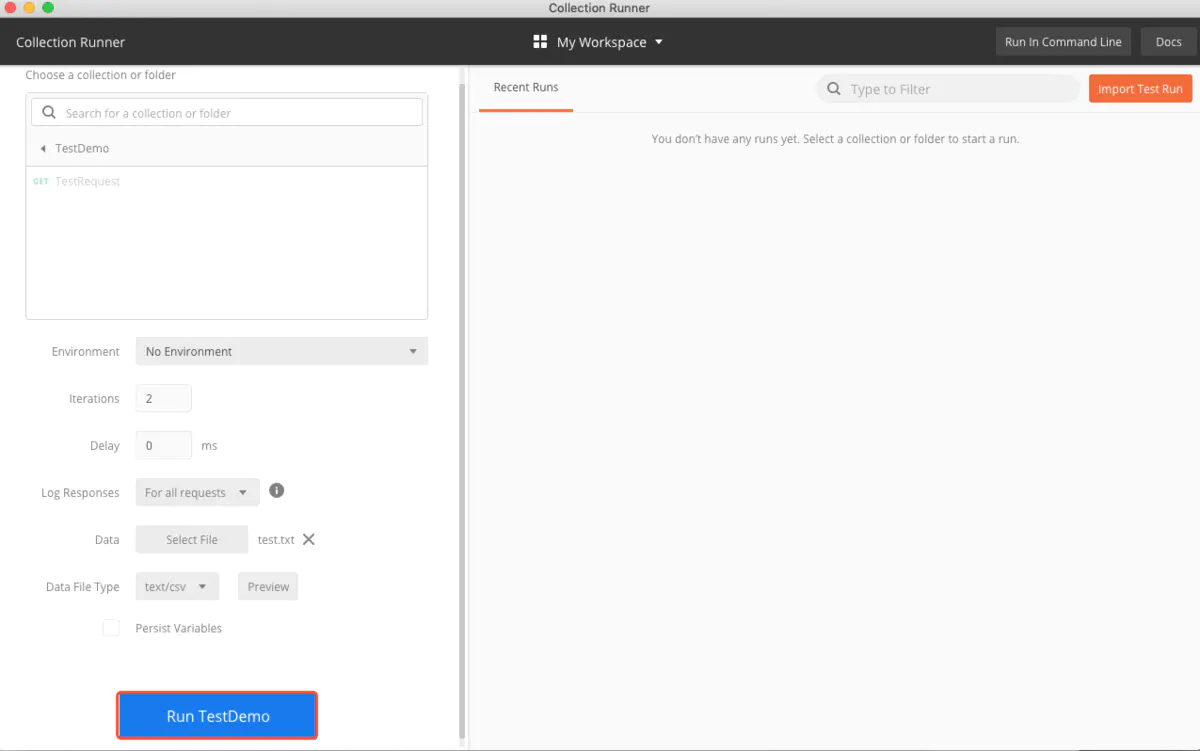 Collection Runner
Collection Runner
My Workspace
Run In Command Line
Docs
Choose a collection or folder
Search for a collection or folder
TestDemo
GET TestRequest
Environment No Environment
Iterations 2
Delay 0 ms
Log Responses For all requests
Data Select File test.txt
Data File Type text/csv Preview
Persist Variables
Run TestDemo
Recent Runs
Type to Filter
Import Test Run
You don't have any runs yet. Select a collection or folder to start a run.